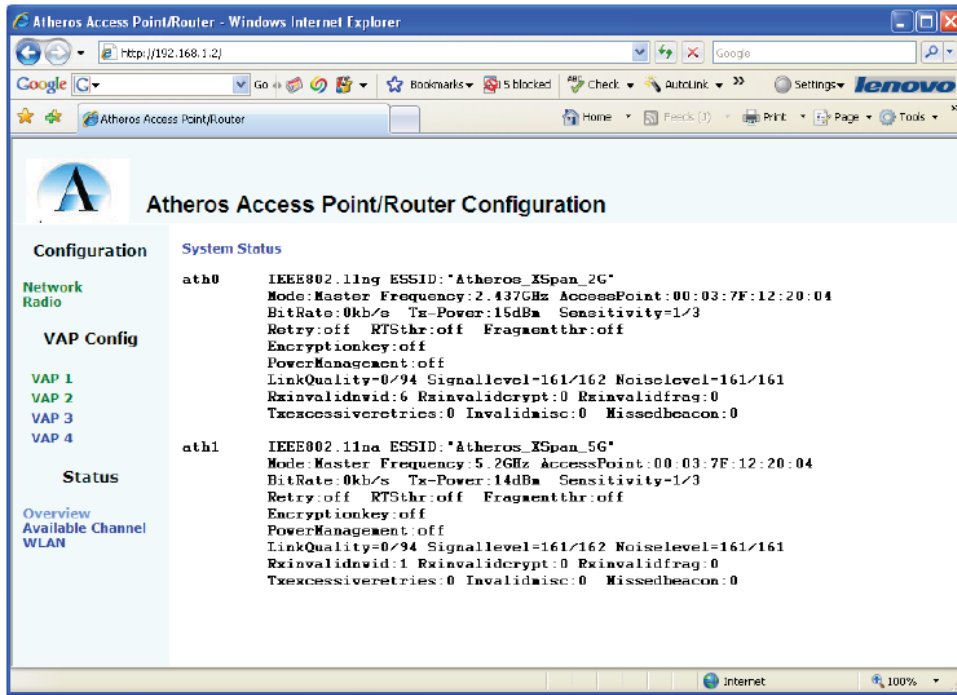 Atheros Access Point/Router - Windows Internet Explorer
http://192.168.1.2/
Google
Google G
Go
Bookmarks
5 blocked
ABC Check
AutoLink
»
Settings
lenovo
Atheros Access Point/Router
Home
Feeds (J)
Print
Page
Tools
»
A
Atheros Access Point/Router Configuration
Configuration
Network
Radio
VAP Config
VAP 1
VAP 2
VAP 3
VAP 4
Status
Overview
Available Channel
WLAN
System Status
ath0 IEEE802.11ng ESSID:"Atheros_XSpan_2G"
Mode:Master Frequency:2.437GHz AccessPoint:00:03:7F:12:20:04
BitRate:0kb/s Tx-Power:15dBm Sensitivity=1/3
Retry:off RTSthr:off Fragmentthr:off
Encryptionkey:off
PowerManagement:off
LinkQuality=0/94 Signallevel=161/162 Noiselevel=161/161
Rxinvalidnwid:6 Rxinvalidcrypt:0 Rxinvalidfrag:0
Txexcessiveretries:0 Invalidmisc:0 Missedbeacon:0
ath1 IEEE802.11na ESSID:"Atheros_XSpan_5G"
Mode:Master Frequency:5.2GHz AccessPoint:00:03:7F:12:20:04
BitRate:0kb/s Tx-Power:14dBm Sensitivity=1/3
Retry:off RTSthr:off Fragmentthr:off
Encryptionkey:off
PowerManagement:off
LinkQuality=0/94 Signallevel=161/162 Noiselevel=161/161
Rxinvalidnwid:1 Rxinvalidcrypt:0 Rxinvalidfrag:0
Txexcessiveretries:0 Invalidmisc:0 Missedbeacon:0
Internet
100%